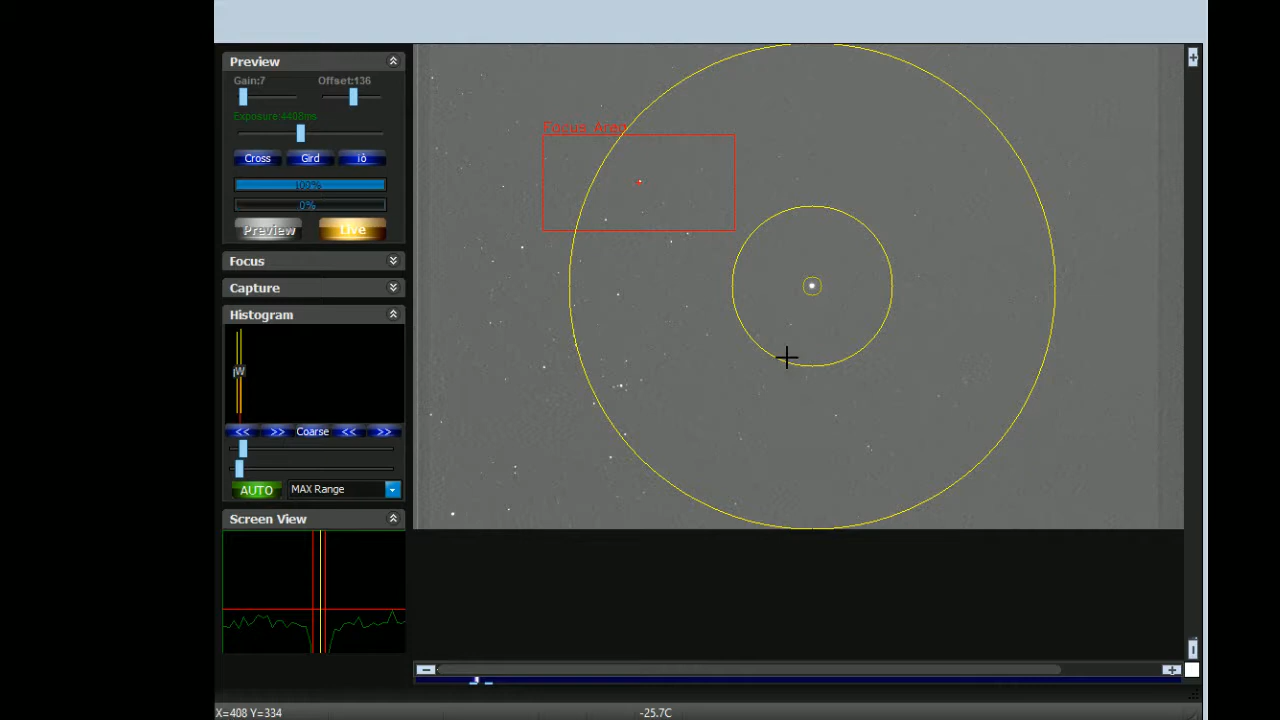 Preview
Gain:7 Offset:136
Exposure:4408ms
Cross Gird iò
100%
0%
Preview Live
Focus
Capture
Histogram
<< >> Coarse << >>
AUTO MAX Range
Screen View
Focus Area
X=408 Y=334 -25.7C